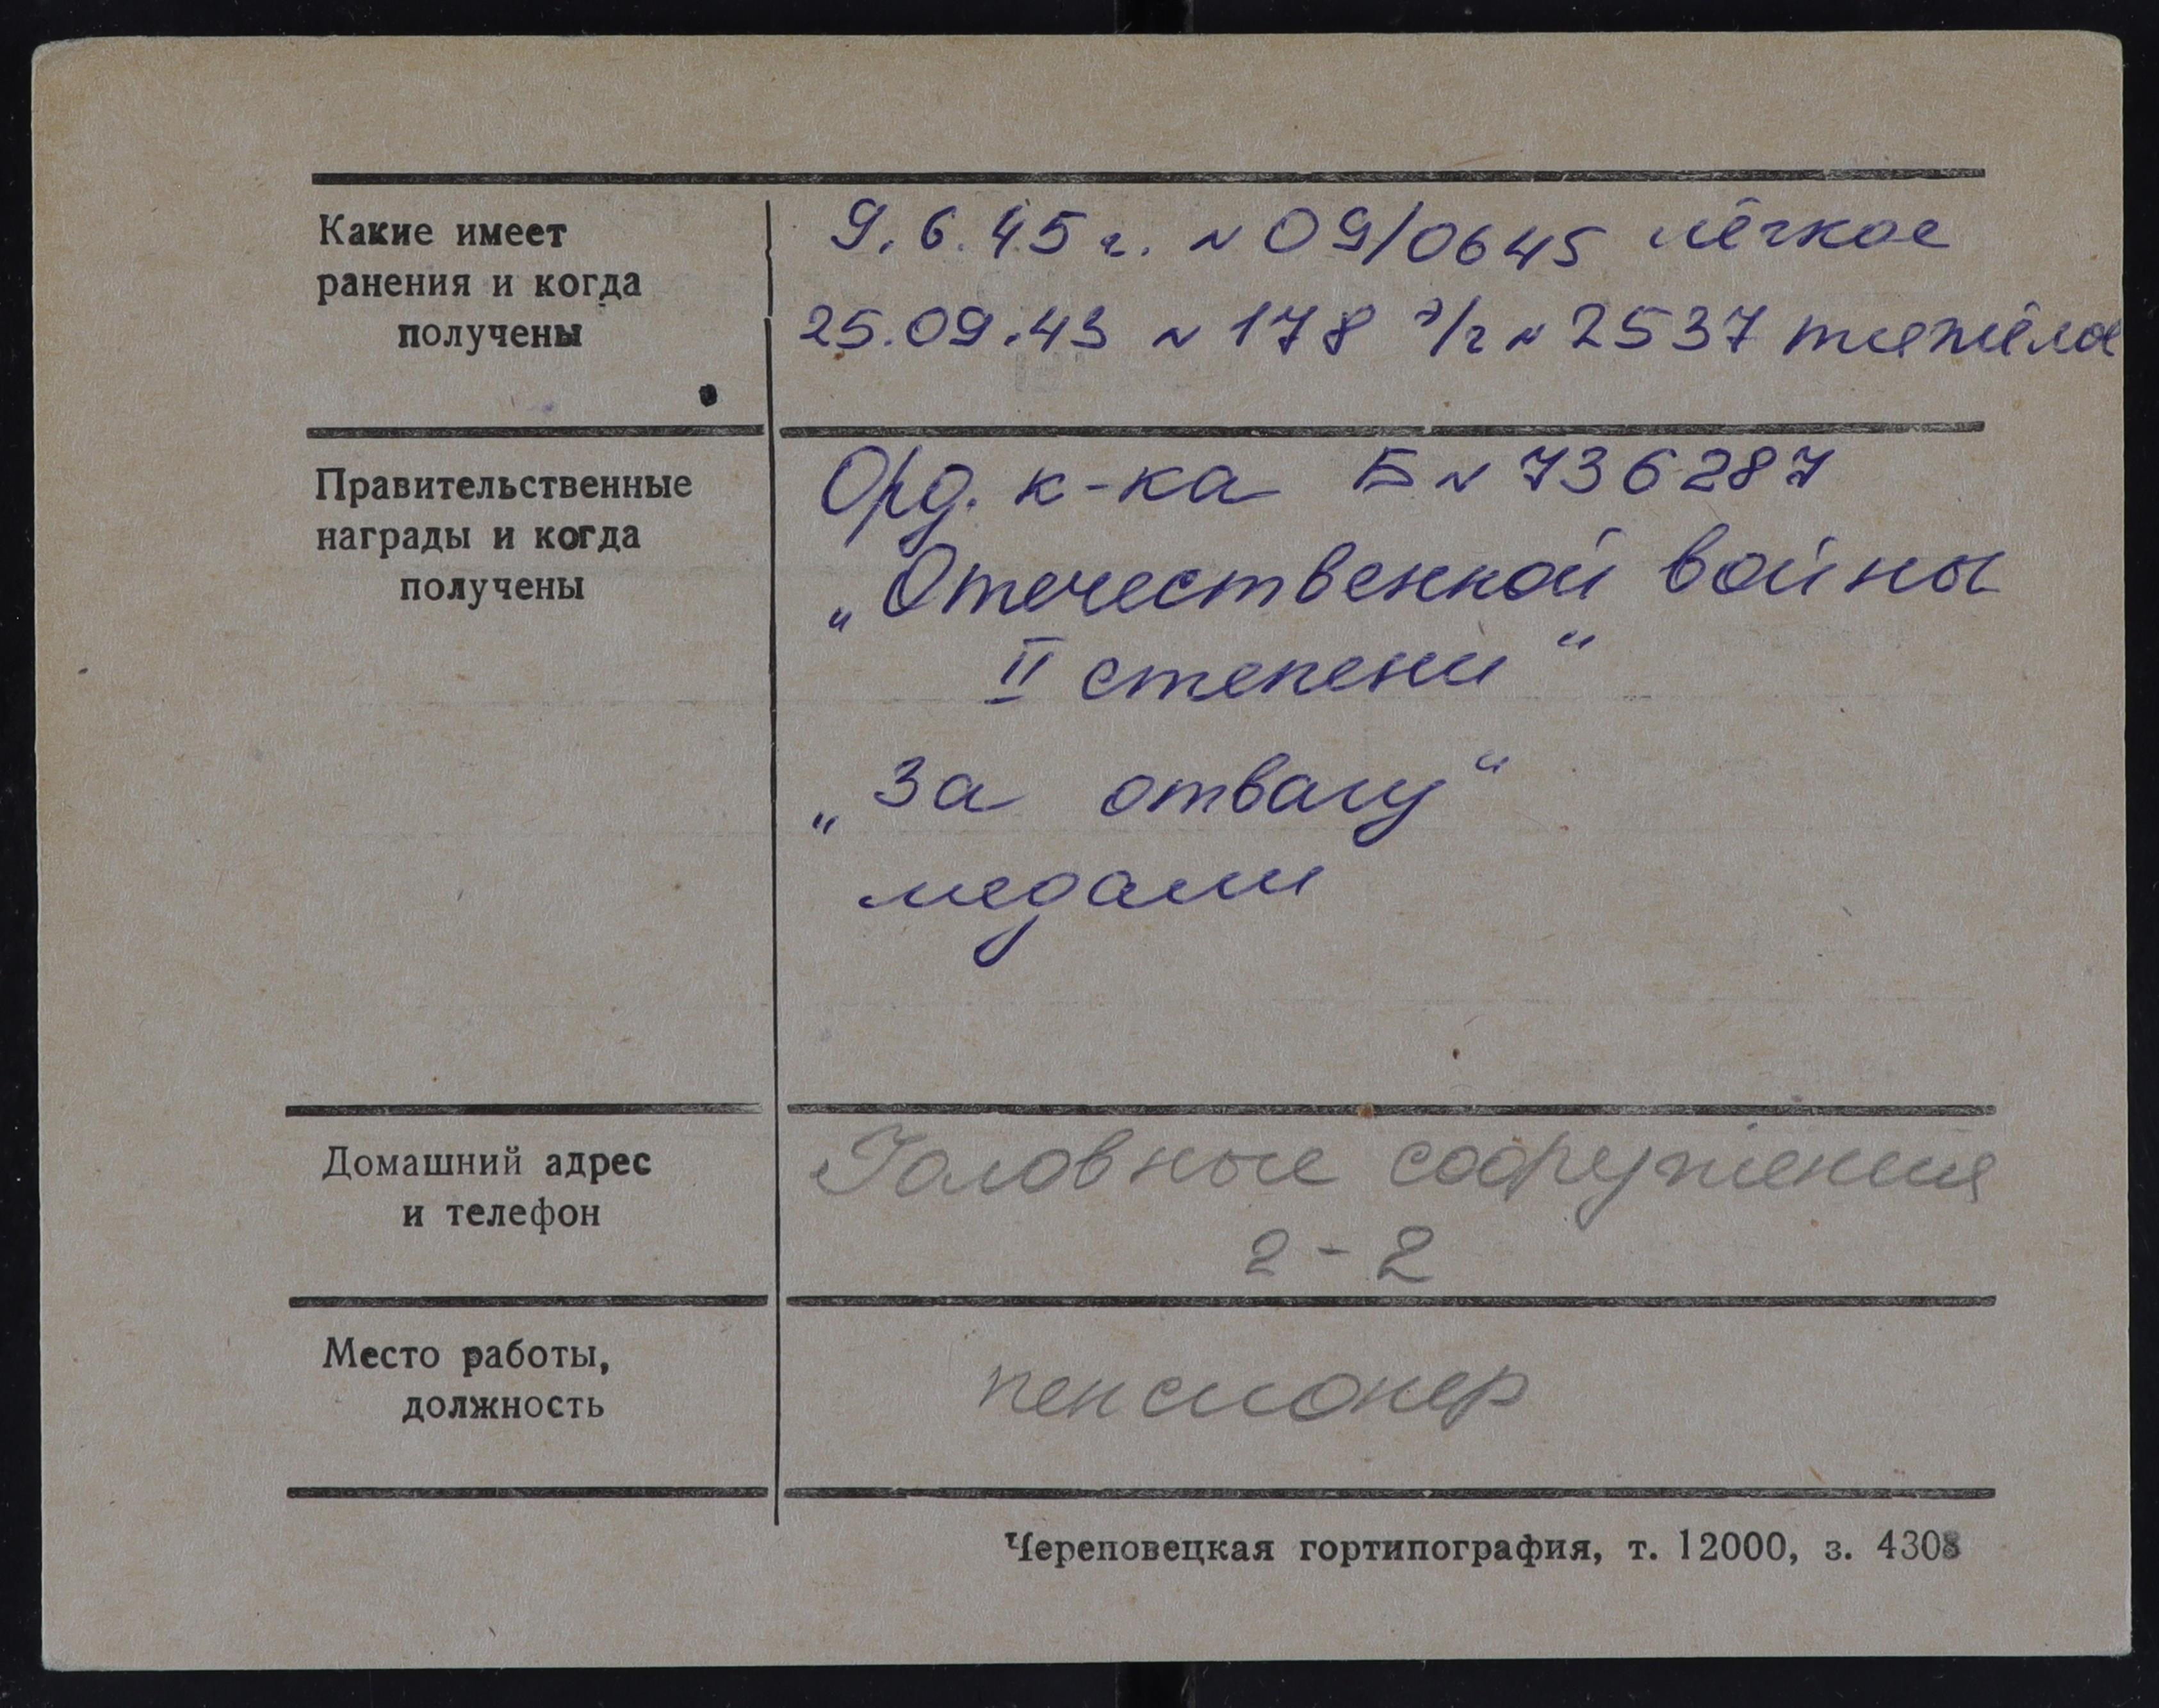 Какие имеет
ранения и когда
получены
9.6.45 г. № 09/0645 лёгкое
25.09.43 № 178 э/г № 2537 тяжёлое
Правительственные
награды и когда
получены
Орд. к-ка Б № 736287
„Отечественной войны
II степени"
„За отвагу"
медали
Домашний адрес
и телефон
Головные сооружения
2-2
Место работы,
должность
пенсионер
Череповецкая гортипография, т. 12000, з. 4308